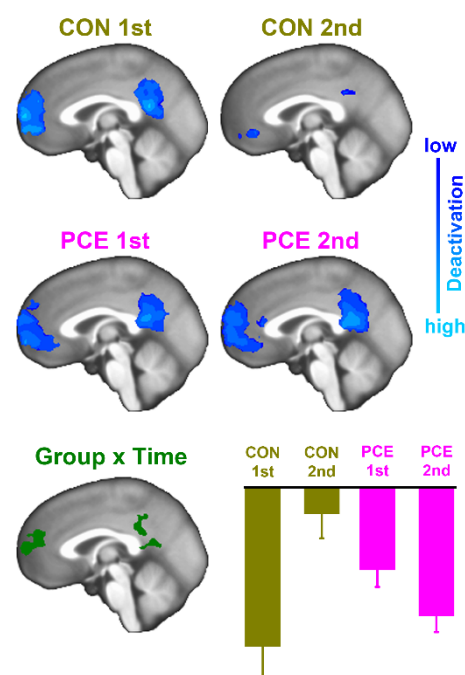 CON 1st
CON 2nd
low
Deactivation
high
PCE 1st
PCE 2nd
Group x Time
CON 1st
CON 2nd
PCE 1st
PCE 2nd